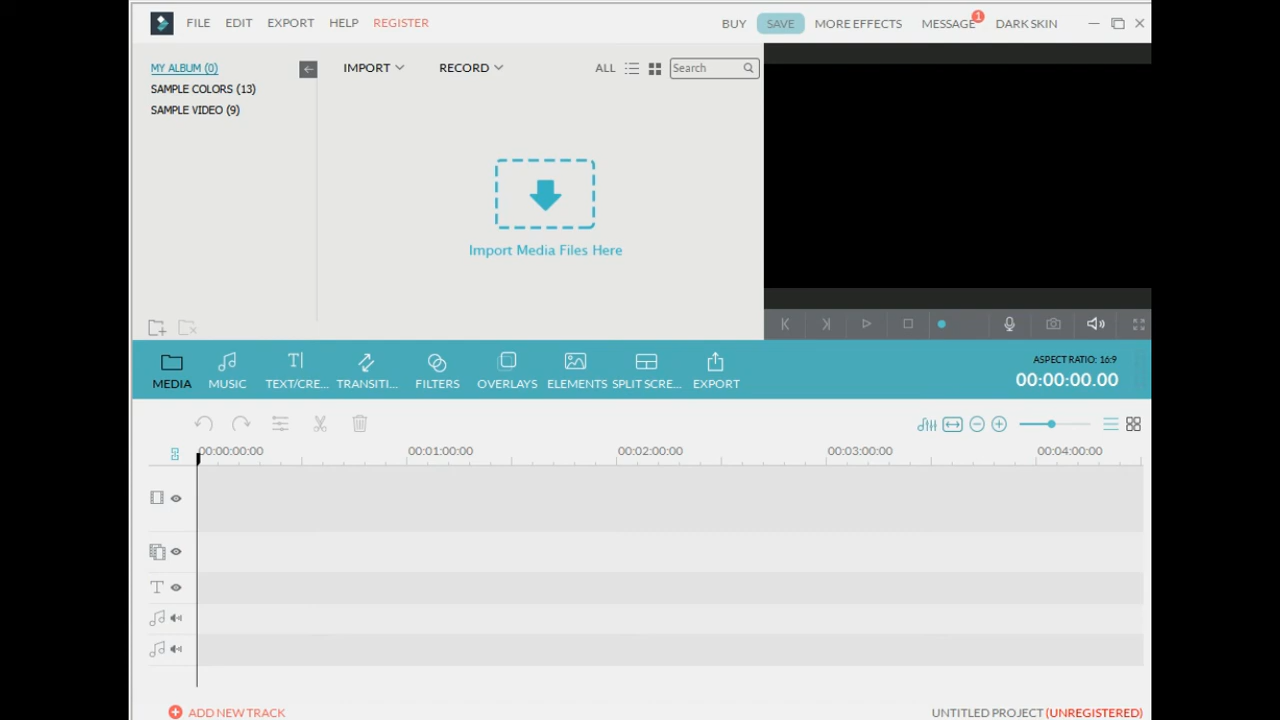 FILE EDIT EXPORT HELP REGISTER BUY SAVE MORE EFFECTS MESSAGE 1 DARK SKIN
MY ALBUM (0) IMPORT RECORD ALL Search
SAMPLE COLORS (13)
SAMPLE VIDEO (9)
Import Media Files Here
MEDIA MUSIC TEXT/CRE... TRANSITI... FILTERS OVERLAYS ELEMENTS SPLIT SCRE... EXPORT
ASPECT RATIO: 16:9
00:00:00.00
00:00:00:00 00:01:00:00 00:02:00:00 00:03:00:00 00:04:00:00
ADD NEW TRACK UNTITLED PROJECT (UNREGISTERED)